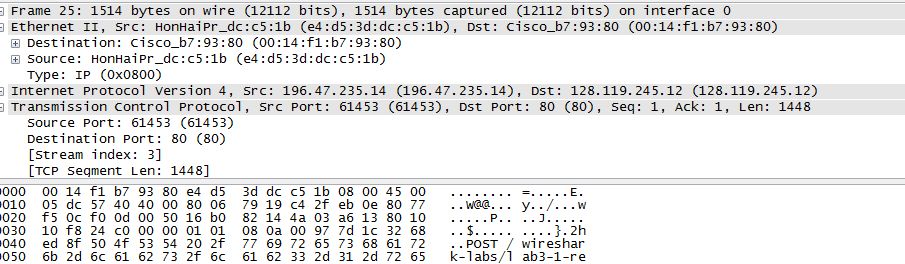 Frame 25: 1514 bytes on wire (12112 bits), 1514 bytes captured (12112 bits) on interface 0
Ethernet II, Src: HonHaiPr_dc:c5:1b (e4:d5:3d:dc:c5:1b), Dst: Cisco_b7:93:80 (00:14:f1:b7:93:80)
Destination: Cisco_b7:93:80 (00:14:f1:b7:93:80)
Source: HonHaiPr_dc:c5:1b (e4:d5:3d:dc:c5:1b)
Type: IP (0x0800)
Internet Protocol Version 4, Src: 196.47.235.14 (196.47.235.14), Dst: 128.119.245.12 (128.119.245.12)
Transmission Control Protocol, Src Port: 61453 (61453), Dst Port: 80 (80), Seq: 1, Ack: 1, Len: 1448
Source Port: 61453 (61453)
Destination Port: 80 (80)
[Stream index: 3]
[TCP Segment Len: 1448]
0000 00 14 f1 b7 93 80 e4 d5 3d dc c5 1b 08 00 45 00 ........ =.....E.
0010 05 dc 57 40 40 00 80 06 79 19 c4 2f eb 0e 80 77 ..W@@... y../...w
0020 f5 0c f0 0d 00 50 16 b0 82 14 4a 03 a6 13 80 10 .....P.. ..J.....
0030 10 f8 24 c0 00 00 01 01 08 0a 00 97 7d 1c 32 68 ..$..... ....}.2h
0040 ed 8f 50 4f 53 54 20 2f 77 69 72 65 73 68 61 72 ..POST / wireshar
0050 6b 2d 6c 61 62 73 2f 6c 61 62 33 2d 31 2d 72 65 k-labs/l ab3-1-re